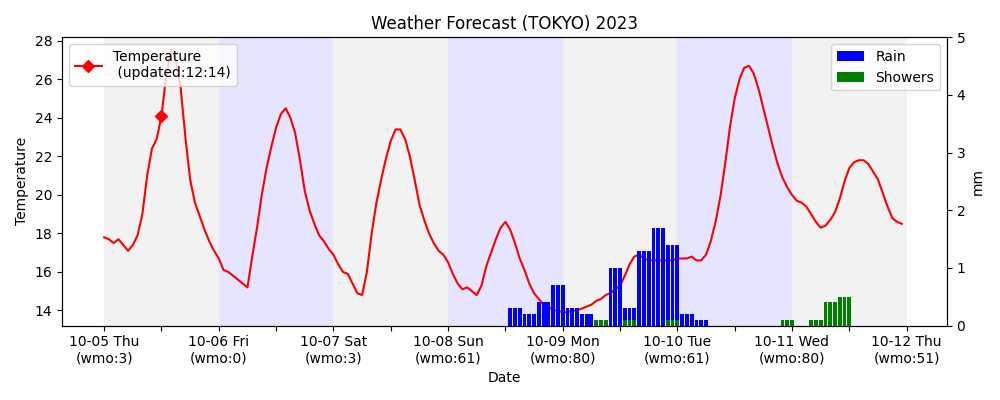 Weather Forecast (TOKYO) 2023
Temperature
(updated:12:14)
Rain
Showers
28
26
24
22
20
18
16
14
Temperature
5
4
3
2
1
0
mm
10-05 Thu 10-06 Fri 10-07 Sat 10-08 Sun 10-09 Mon 10-10 Tue 10-11 Wed 10-12 Thu
(wmo:3) (wmo:0) (wmo:3) (wmo:61) (wmo:80) (wmo:61) (wmo:80) (wmo:51)
Date